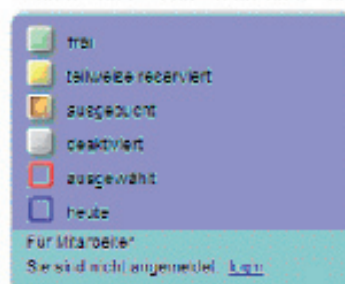 frei
teilweise reserviert
ausgebucht
deaktiviert
ausgewählt
heute
Für Mitarbeiter
Sie sind nicht angemeldet. login